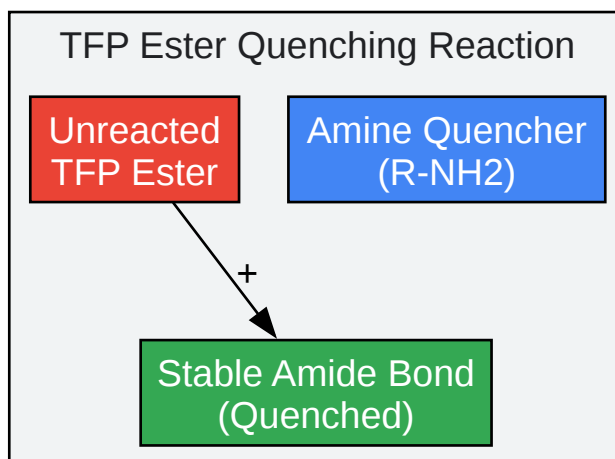 TFP Ester Quenching Reaction
Unreacted
TFP Ester
Amine Quencher
(R-NH2)
+
Stable Amide Bond
(Quenched)